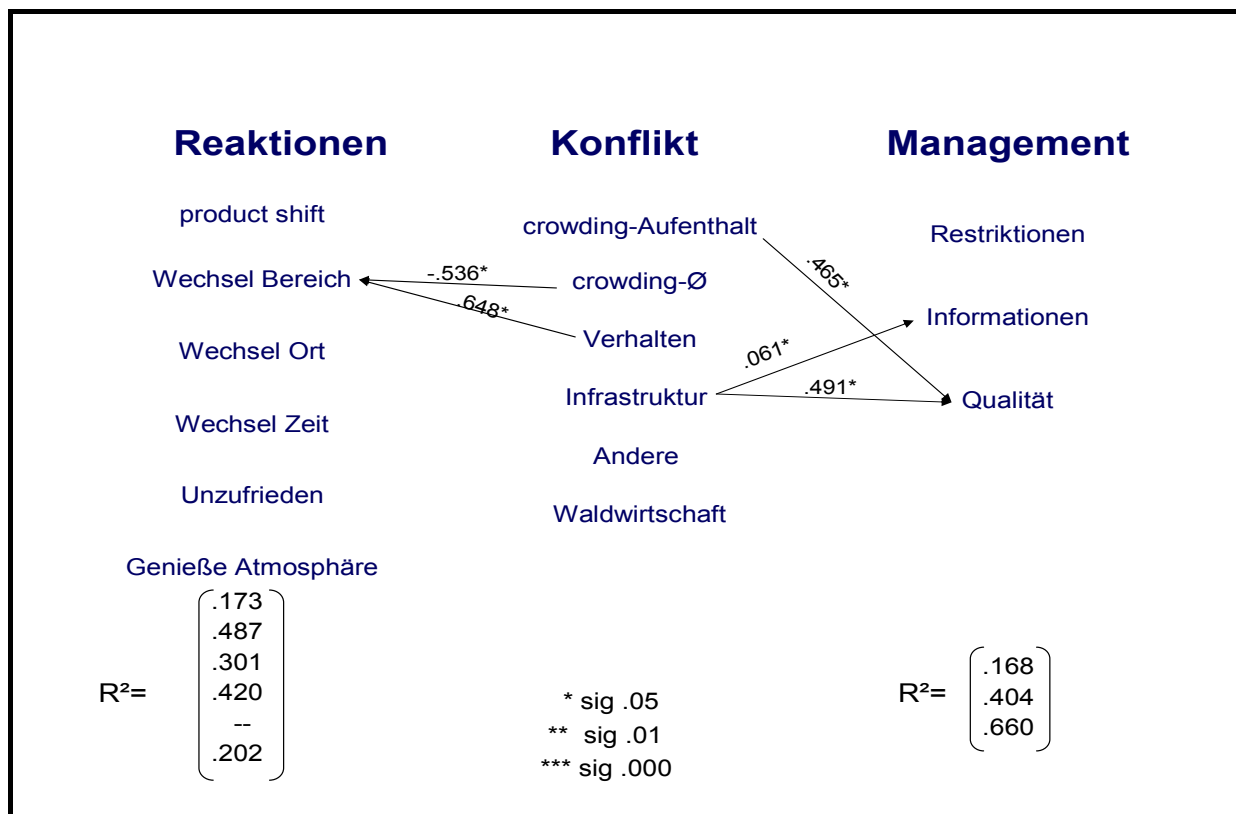 Reaktionen Konflikt Management
product shift
crowding-Aufenthalt
Restriktionen
Wechsel Bereich
-.536*
crowding-Ø
.465*
.648*
Verhalten
Informationen
Wechsel Ort
.061*
Infrastruktur
.491*
Qualität
Wechsel Zeit
Andere
Unzufrieden
Waldwirtschaft
Genieße Atmosphäre
R²=
.173
.487
.301
.420
--
.202
* sig .05
** sig .01
*** sig .000
R²=
.168
.404
.660